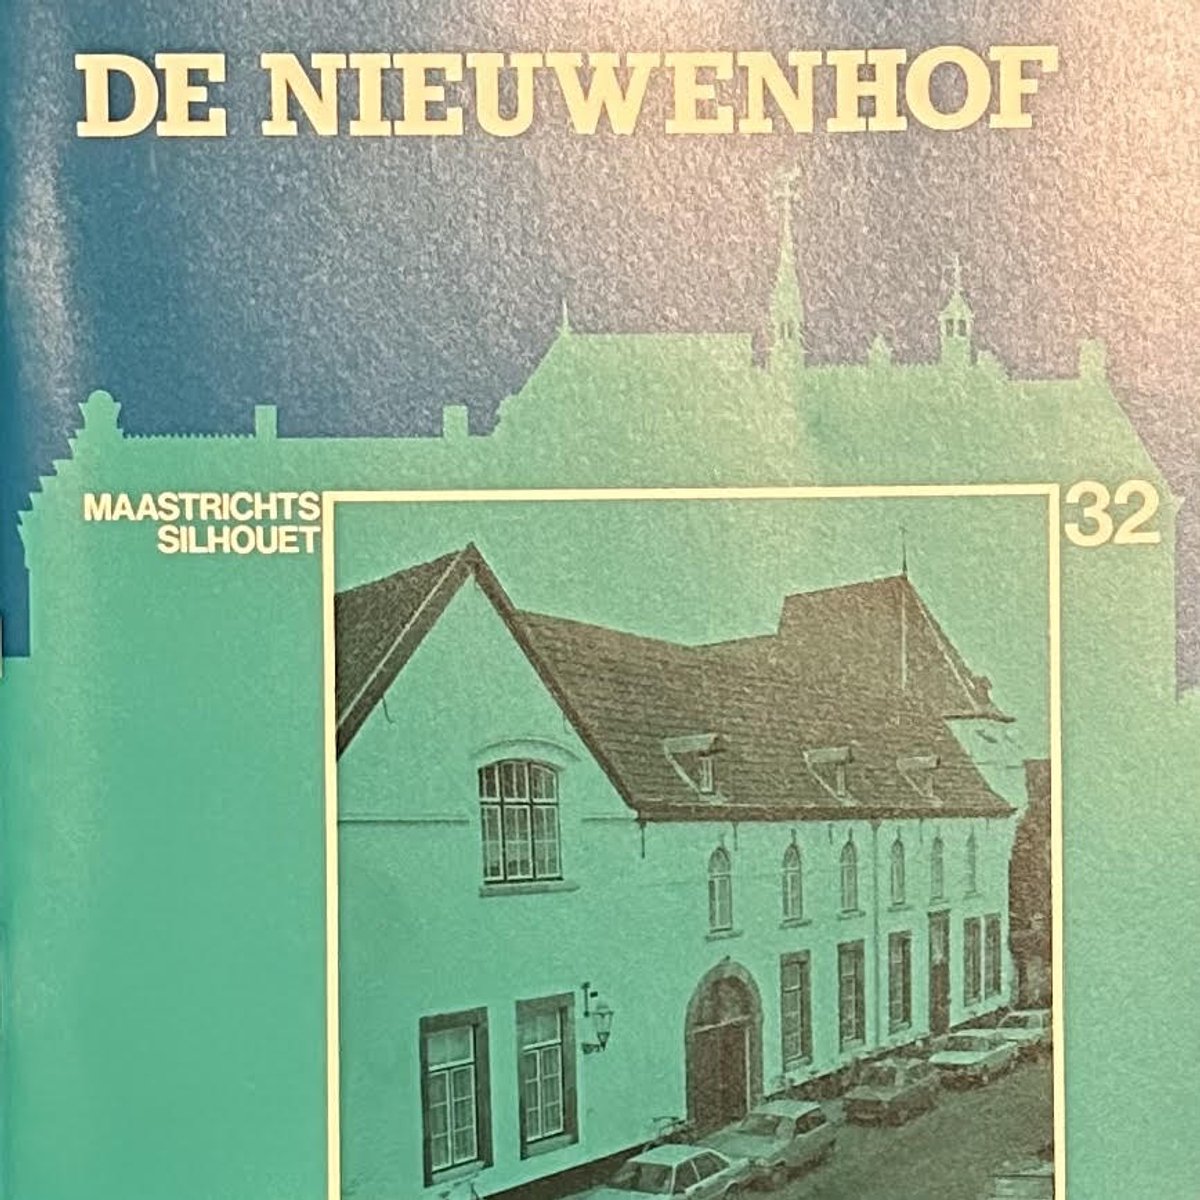 DE NIEUWENHOF
MAASTRICHTS
SILHOUET
32